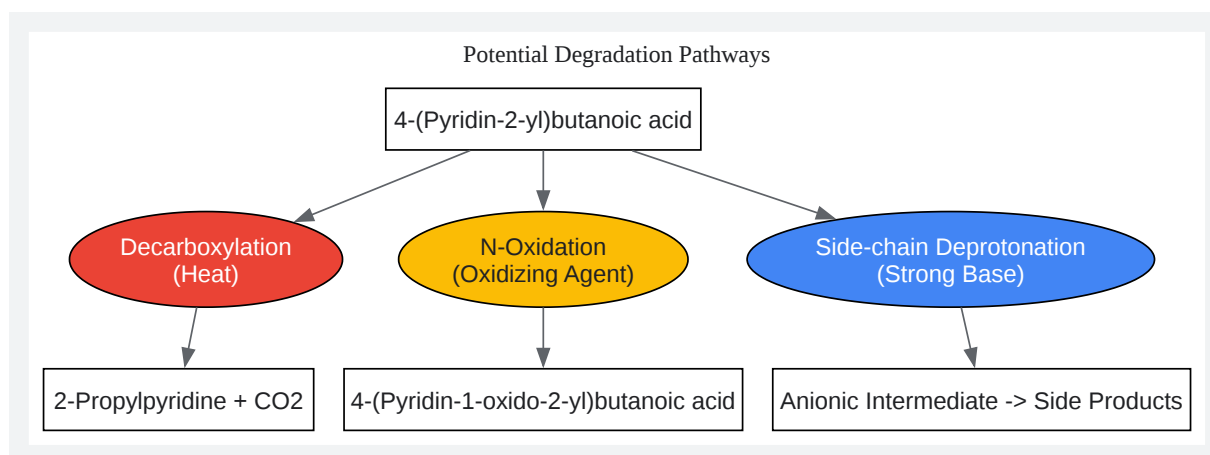 Potential Degradation Pathways
4-(Pyridin-2-yl)butanoic acid
Decarboxylation
(Heat)
N-Oxidation
(Oxidizing Agent)
Side-chain Deprotonation
(Strong Base)
2-Propylpyridine + CO2
4-(Pyridin-1-oxido-2-yl)butanoic acid
Anionic Intermediate -> Side Products